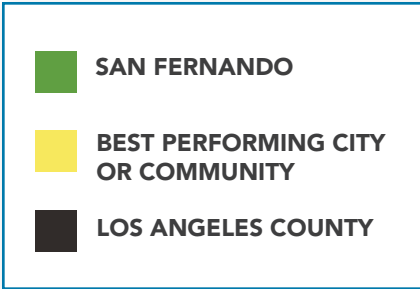 SAN FERNANDO
BEST PERFORMING CITY
OR COMMUNITY
LOS ANGELES COUNTY